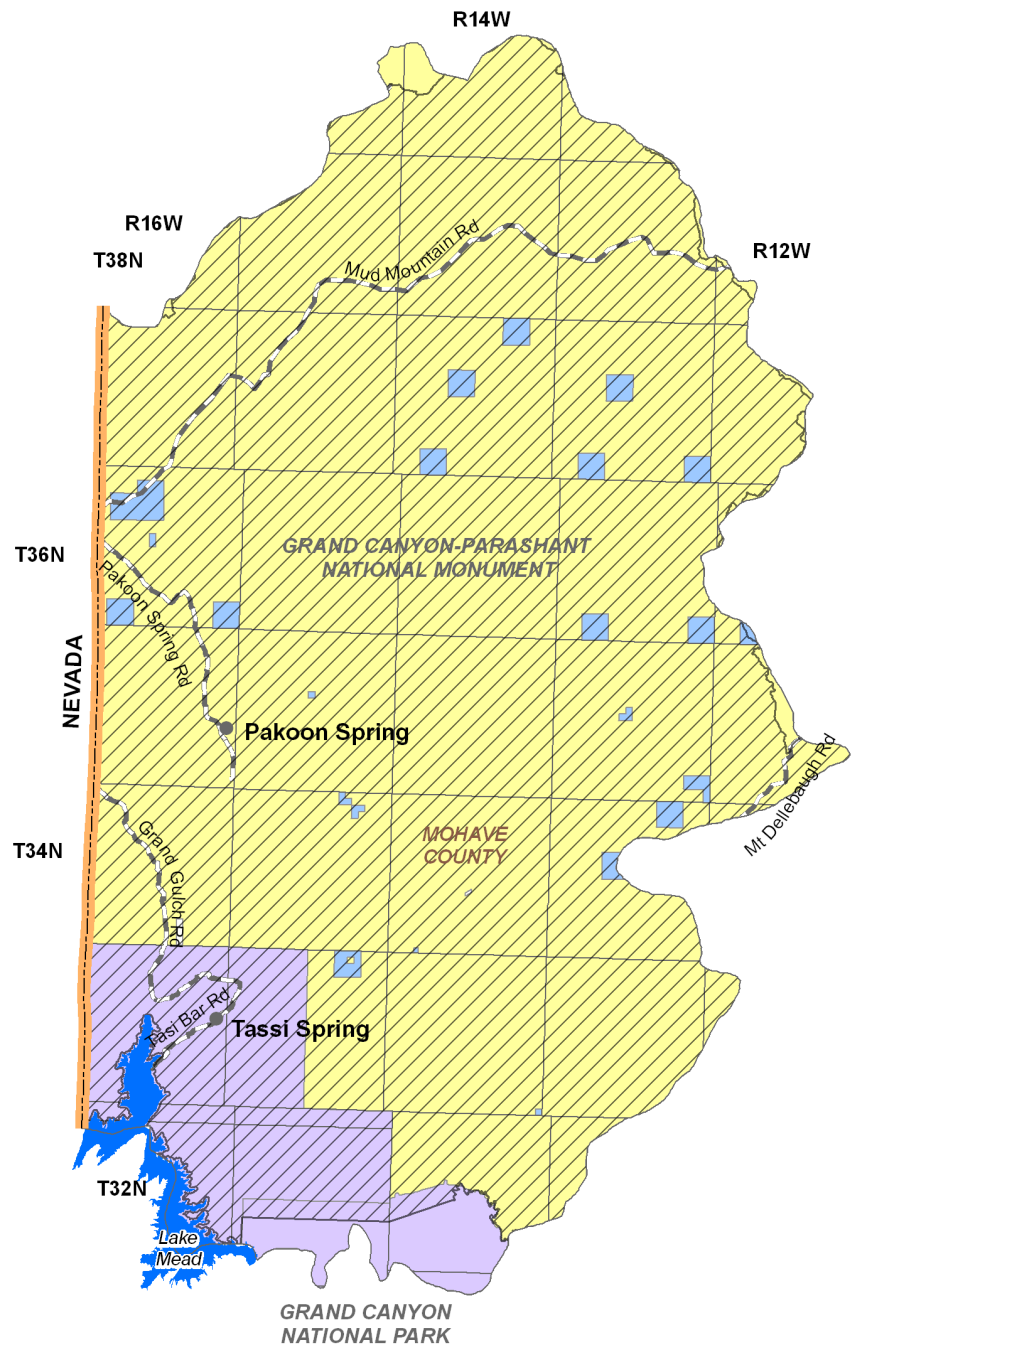 R14W
R16W
T38N
Mud Mountain Rd
R12W
T36N
GRAND CANYON-PARASHANT
NATIONAL MONUMENT
Pakoon Spring Rd
NEVADA
Pakoon Spring
Mt Dellebaugh Rd
T34N
Grand Gulch Rd
MOHAVE
COUNTY
Tasi Bar Rd
Tassi Spring
T32N
Lake
Mead
GRAND CANYON
NATIONAL PARK